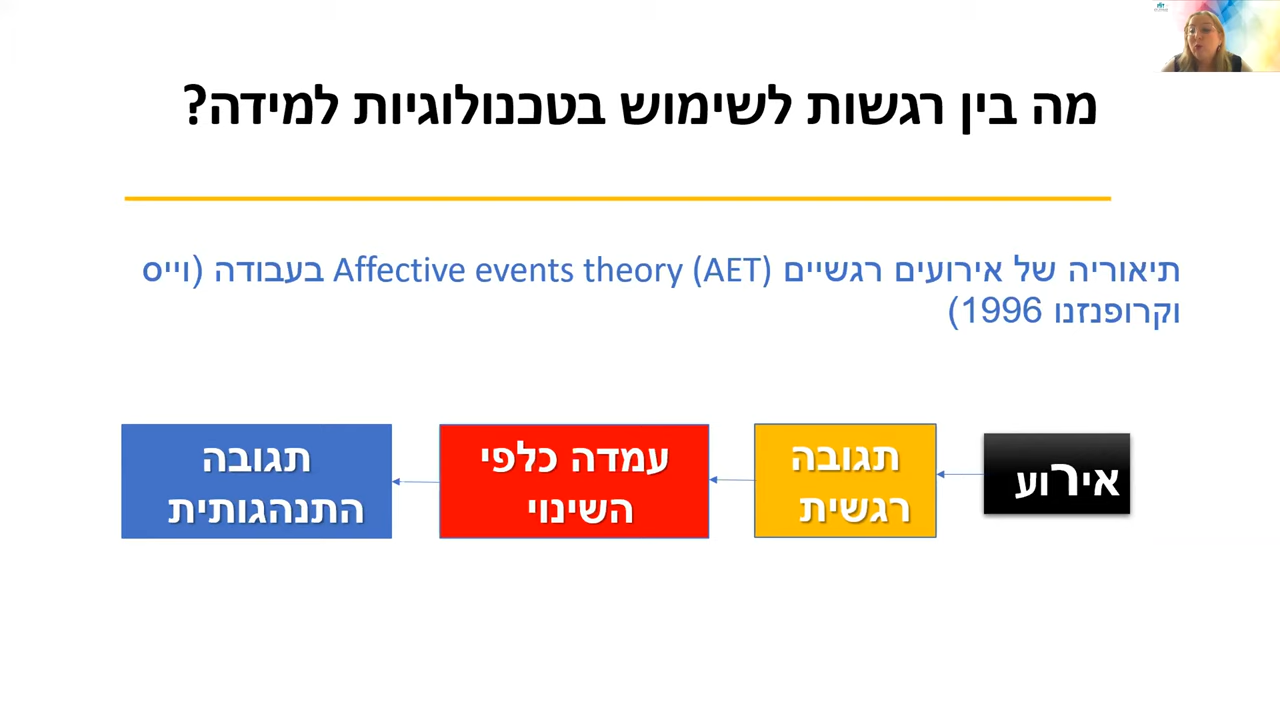 מה בין רגשות לשימוש בטכנולוגיות למידה?
תיאוריה של אירועים רגשיים Affective events theory (AET) בעבודה (וייס
וקרופנזנו 1996)
אירוע
תגובה
רגשית
עמדה כלפי
השינוי
תגובה
התנהגותית